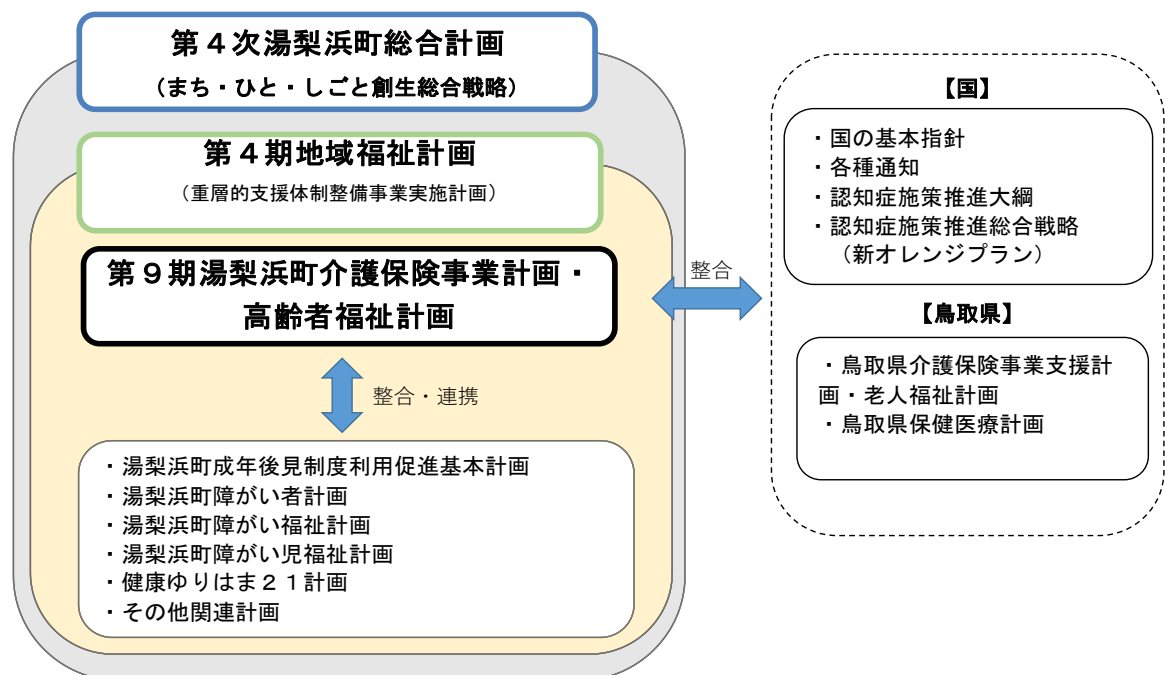 第４次湯梨浜町総合計画
（まち・ひと・しごと創生総合戦略）
第４期地域福祉計画
（重層的支援体制整備事業実施計画）
第９期湯梨浜町介護保険事業計画・
高齢者福祉計画
整合・連携
・湯梨浜町成年後見制度利用促進基本計画
・湯梨浜町障がい者計画
・湯梨浜町障がい福祉計画
・湯梨浜町障がい児福祉計画
・健康ゆりはま２１計画
・その他関連計画
整合
【国】
・国の基本指針
・各種通知
・認知症施策推進大綱
・認知症施策推進総合戦略
（新オレンジプラン）
【鳥取県】
・鳥取県介護保険事業支援計
画・老人福祉計画
・鳥取県保健医療計画